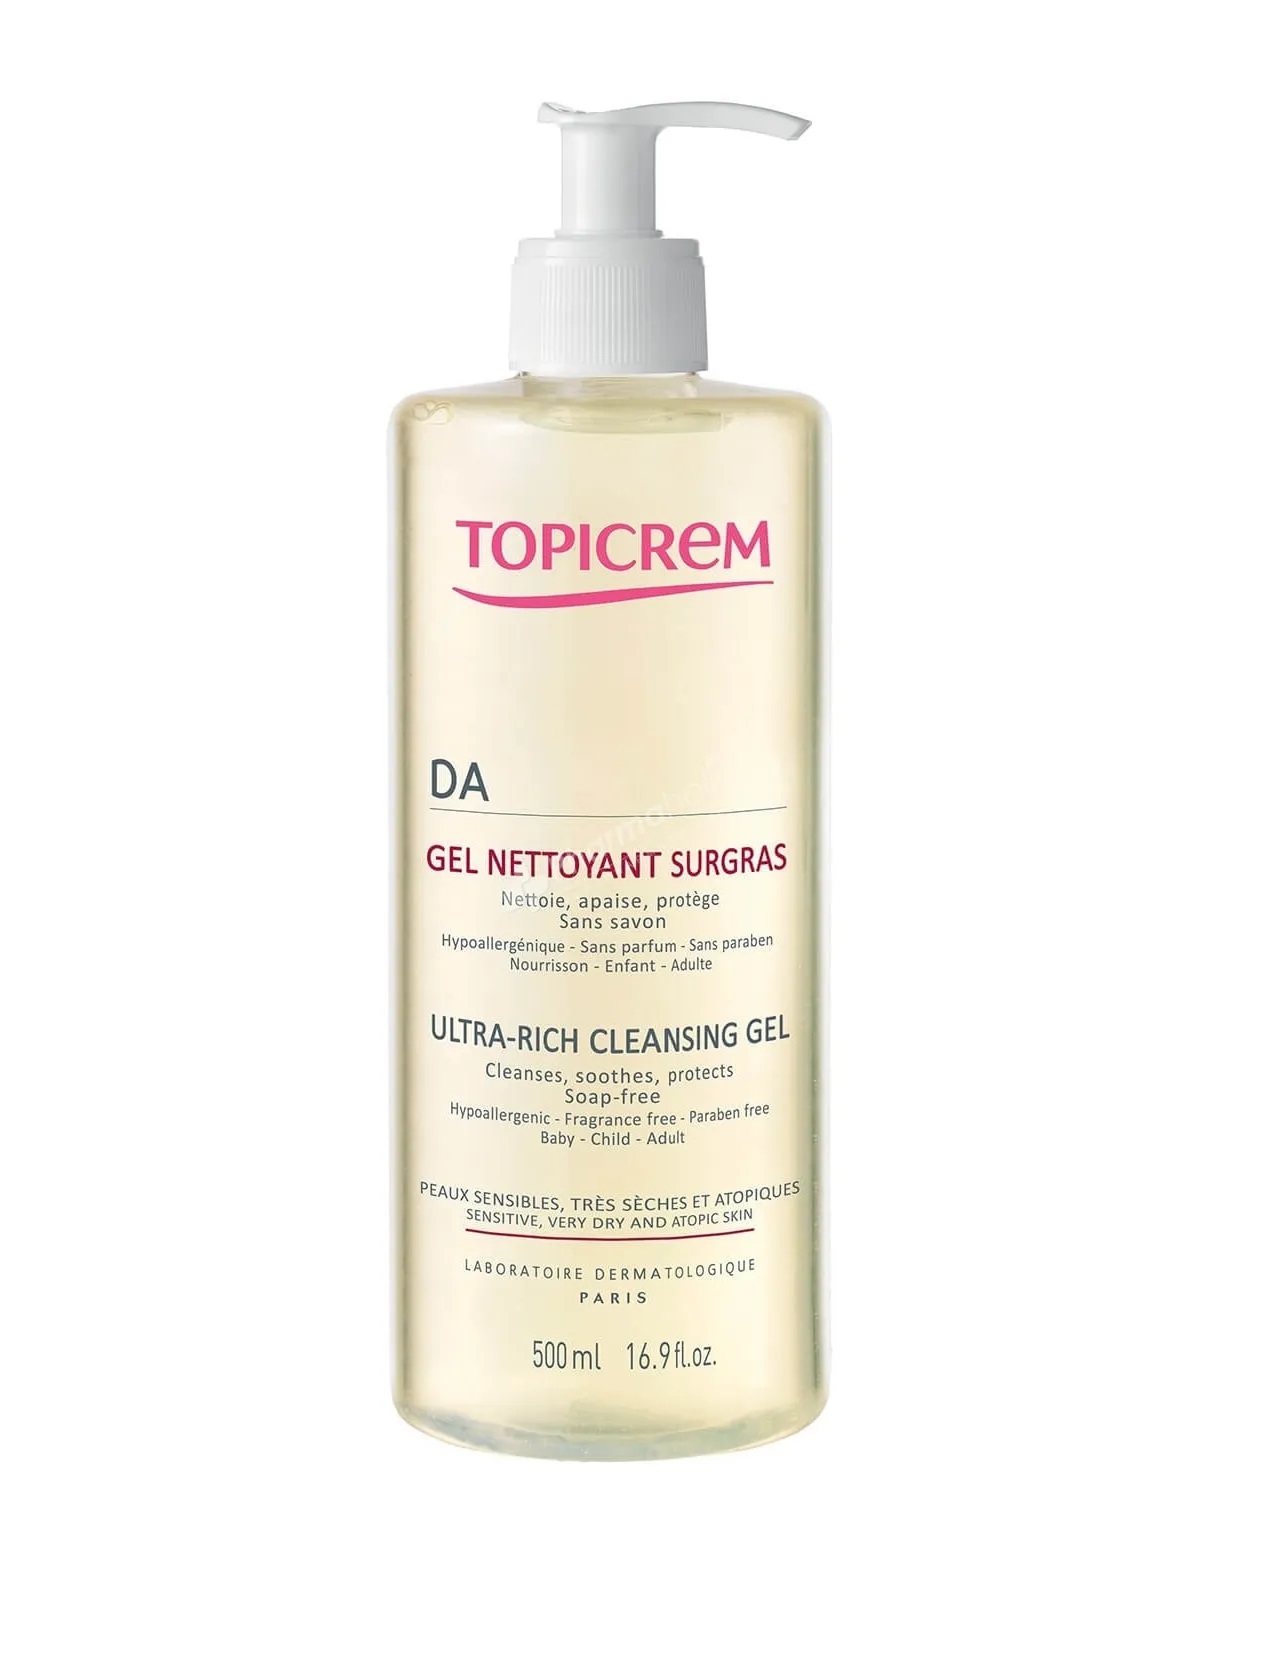 TOPICREM
DA
GEL NETTOYANT SURGRAS
Nettoie, apaise, protège
Sans savon
Hypoallergénique - Sans parfum - Sans paraben
Nourrisson - Enfant - Adulte
ULTRA-RICH CLEANSING GEL
Cleanses, soothes, protects
Soap-free
Hypoallergenic - Fragrance free - Paraben free
Baby - Child - Adult
PEAUX SENSIBLES, TRÈS SÈCHES ET ATOPIQUES
SENSITIVE, VERY DRY AND ATOPIC SKIN
LABORATOIRE DERMATOLOGIQUE
PARIS
500 ml 16.9 fl.oz.